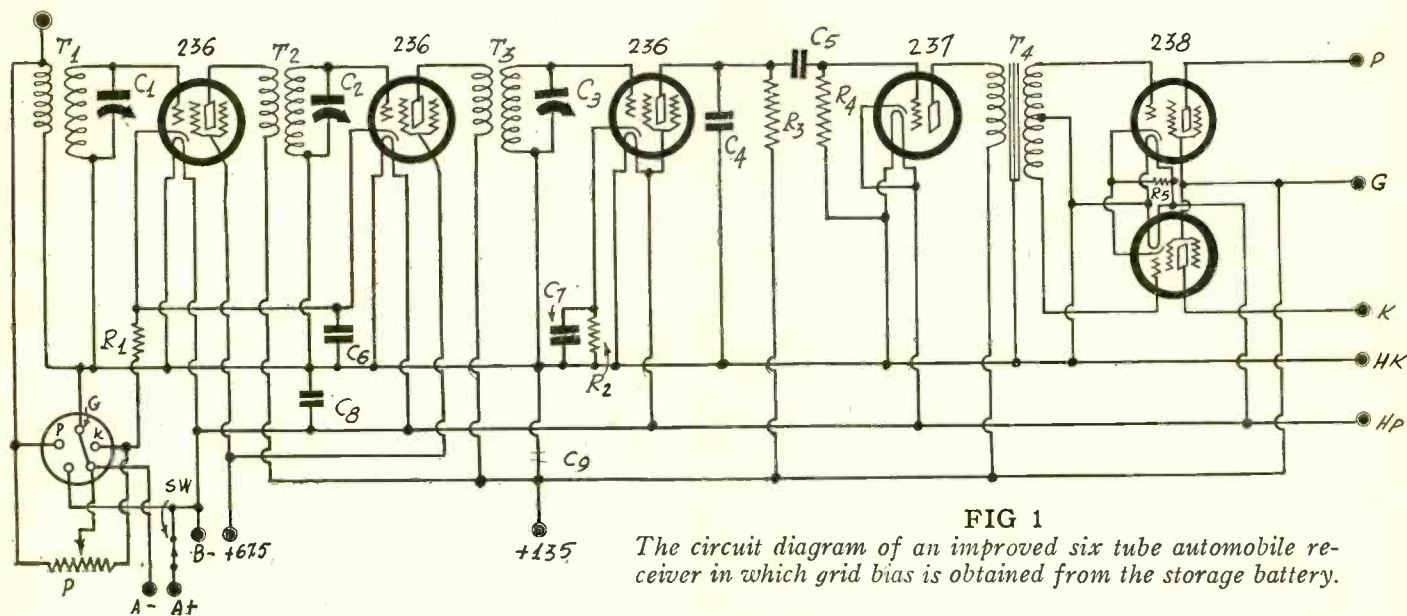 T1 236 T2 236 T3 236 C5 237 T4 238
P
C1 C2 C3 C4 R3 R4
G
R5
R1 C6 C7 R2 K
HK
C8
G
P K HP
C9
SW
B- +67.5 +135
P
A- A+
FIG 1
The circuit diagram of an improved six tube automobile re-
ceiver in which grid bias is obtained from the storage battery.